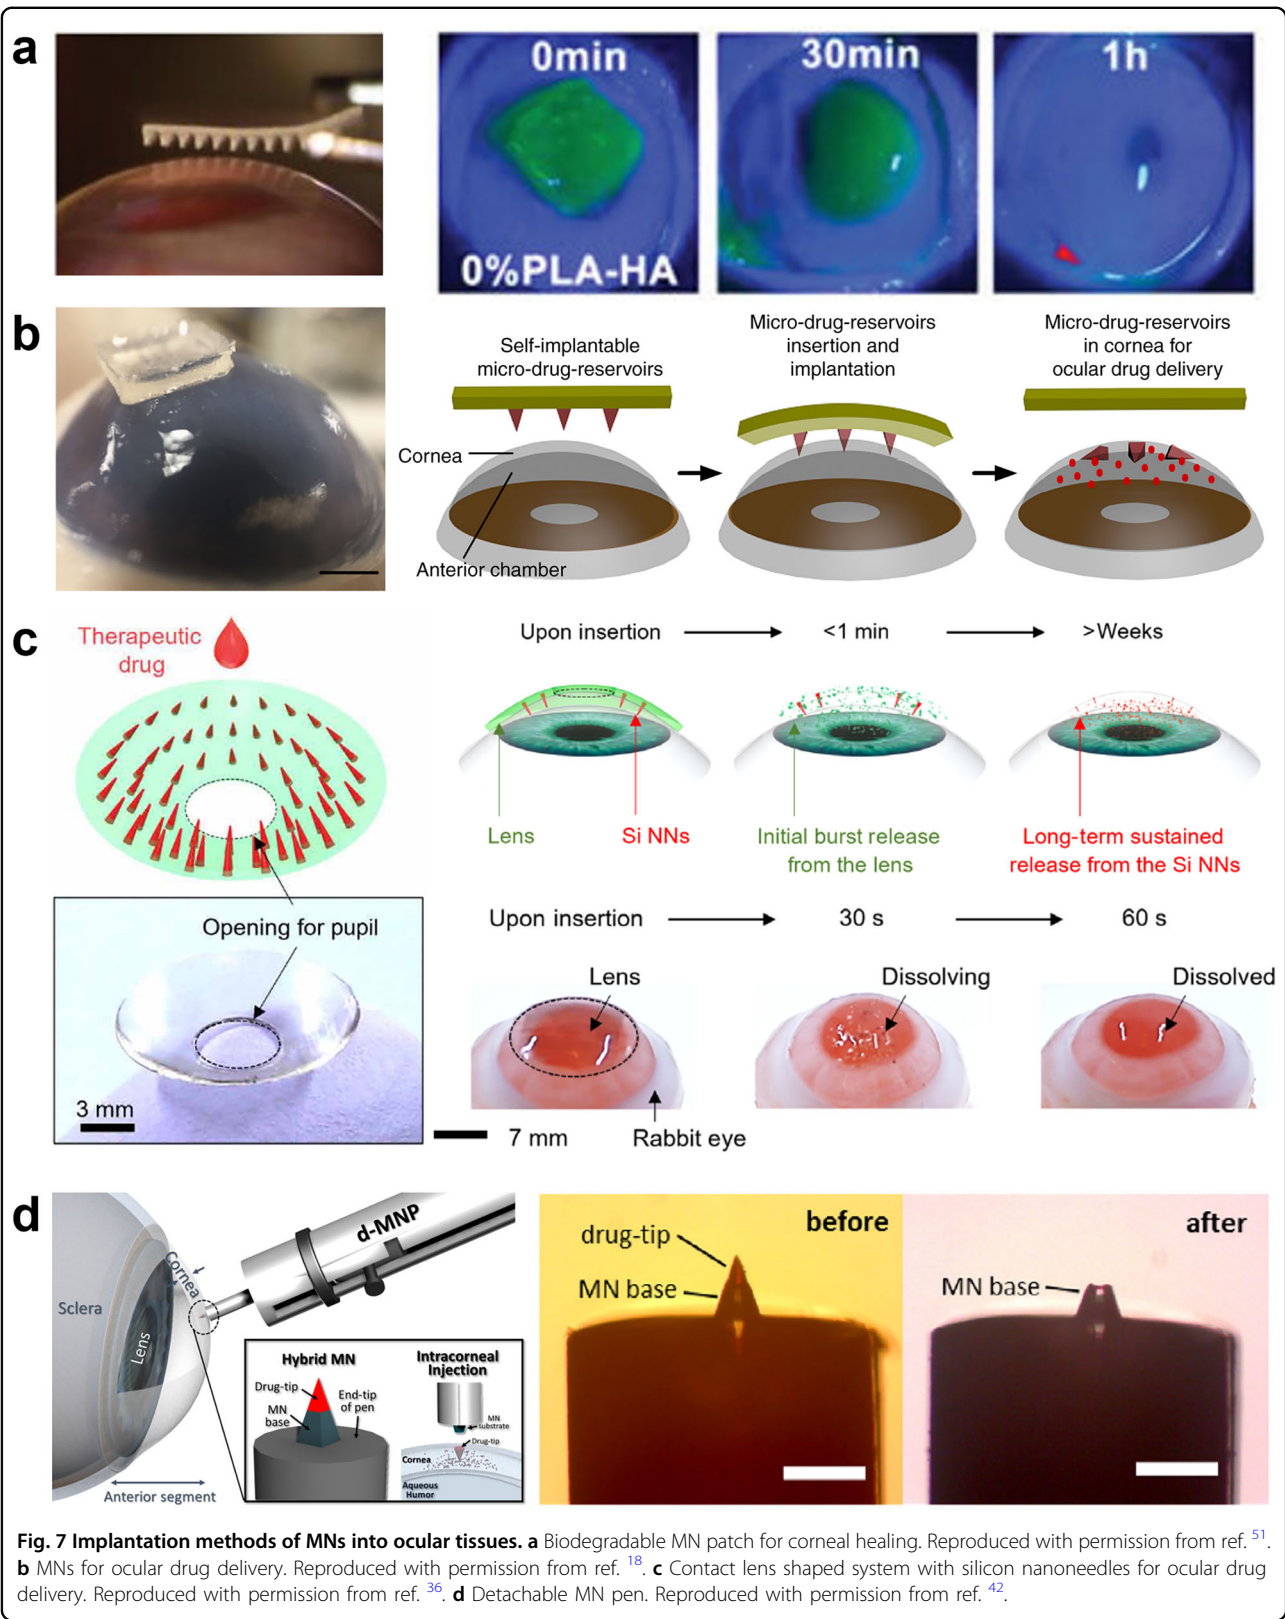 a
0min
30min
1h
0%PLA-HA
b
Self-implantable
micro-drug-reservoirs
Micro-drug-reservoirs
insertion and
implantation
Micro-drug-reservoirs
in cornea for
ocular drug delivery
Cornea
Anterior chamber
c
Therapeutic
drug
Upon insertion
<1 min
>Weeks
Lens
Si NNs
Initial burst release
from the lens
Long-term sustained
release from the Si NNs
Opening for pupil
3 mm
Upon insertion
30 s
60 s
Lens
Dissolving
Dissolved
7 mm
Rabbit eye
d
d-MNP
Cornea
Sclera
Lens
Anterior segment
Hybrid MN
Drug-tip
MN
base
End-tip
of pen
Intracorneal
Injection
MN
substrate
Drug-tip
Cornea
Aqueous
Humor
before
drug-tip
MN base
after
MN base
Fig. 7 Implantation methods of MNs into ocular tissues. a Biodegradable MN patch for corneal healing. Reproduced with permission from ref. 51.
b MNs for ocular drug delivery. Reproduced with permission from ref. 18. c Contact lens shaped system with silicon nanoneedles for ocular drug
delivery. Reproduced with permission from ref. 36. d Detachable MN pen. Reproduced with permission from ref. 42.